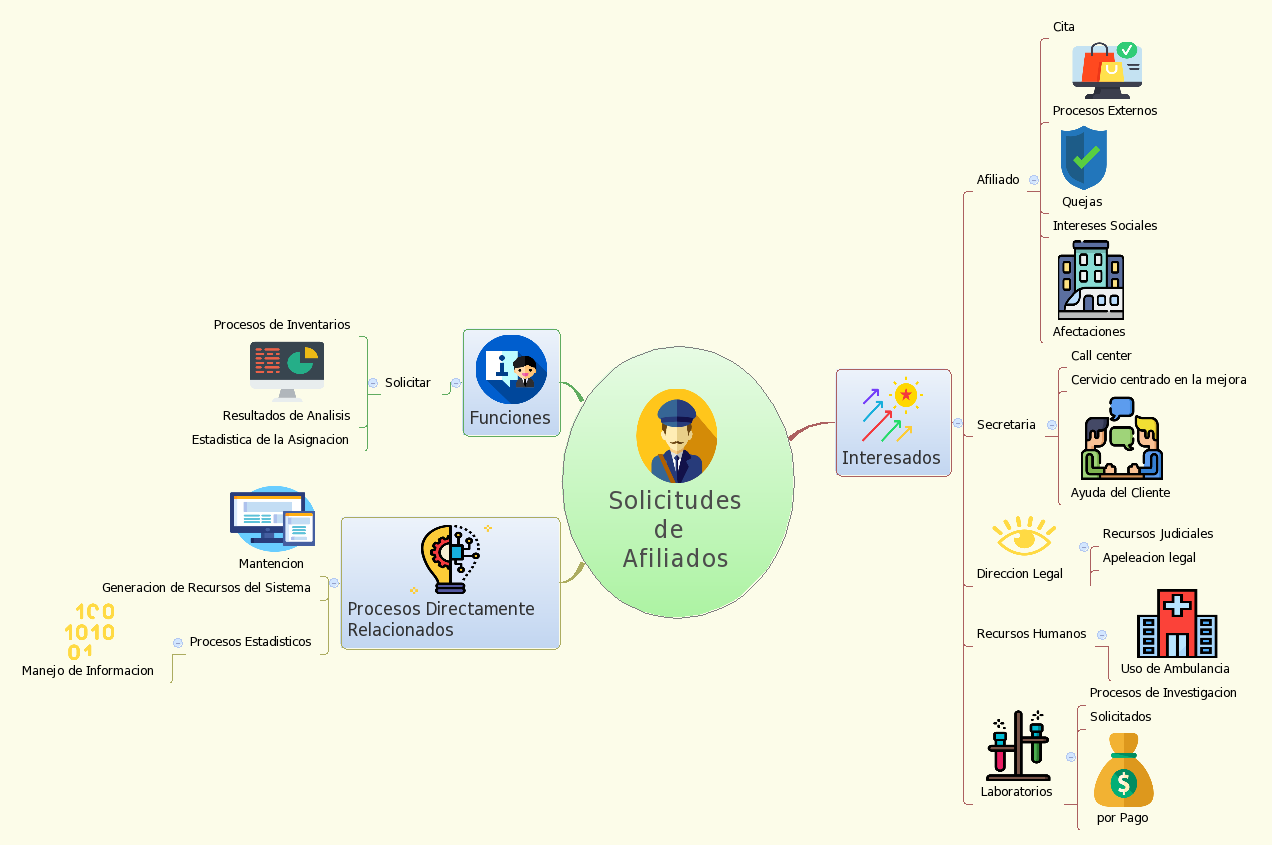 Solicitudes
de
Afiliados
Funciones
Solicitar
Procesos de Inventarios
Resultados de Analisis
Estadistica de la Asignacion
Procesos Directamente
Relacionados
Mantencion
Generacion de Recursos del Sistema
Procesos Estadisticos
100
1010
01
Manejo de Informacion
Interesados
Afiliado
Cita
Procesos Externos
Quejas
Intereses Sociales
Afectaciones
Secretaria
Call center
Cervicio centrado en la mejora
Ayuda del Cliente
Direccion Legal
Recursos Judiciales
Apeleacion legal
Recursos Humanos
Uso de Ambulancia
Laboratorios
Procesos de Investigacion
Solicitados
$
por Pago